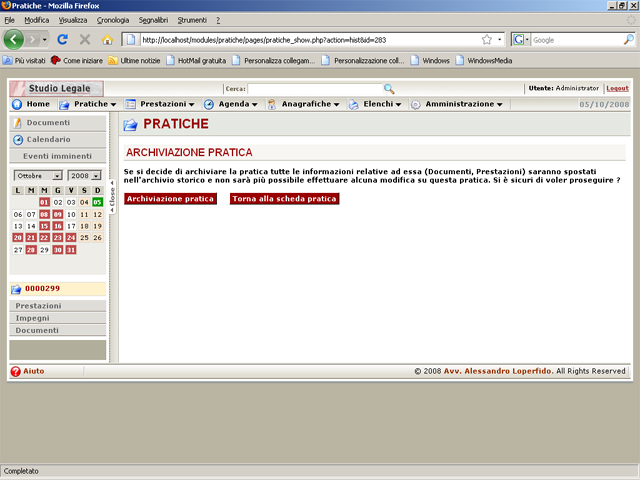 Pratiche - Mozilla Firefox
File Modifica Visualizza Cronologia Segnalibri Strumenti ?
http://localhost/modules/pratiche/pages/pratiche_show.php?action=hist&id=283
Google
Più visitati Come iniziare Ultime notizie HotMail gratuita Personalizza collegam... Personalizzazione coll... Windows WindowsMedia
Studio Legale
Cerca:
Utente: Administrator
Logout
Home Pratiche Prestazioni Agenda Anagrafiche Elenchi Amministrazione 05/10/2008
Documenti
Calendario
Eventi imminenti
Ottobre 2008
L M M G V S D
01 02 03 04 05
06 07 08 09 10 11 12
13 14 15 16 17 18 19
20 21 22 23 24 25 26
27 28 29 30 31
Close
0000299
Prestazioni
Impegni
Documenti
PRATICHE
ARCHIVIAZIONE PRATICA
Se si decide di archiviare la pratica tutte le informazioni relative ad essa (Documenti, Prestazioni) saranno spostati
nell'archivio storico e non sarà più possibile effettuare alcuna modifica su questa pratica. Si è sicuri di voler proseguire ?
Archiviazione pratica Torna alla scheda pratica
Aiuto
© 2008 Avv. Alessandro Loperfido. All Rights Reserved
Completato